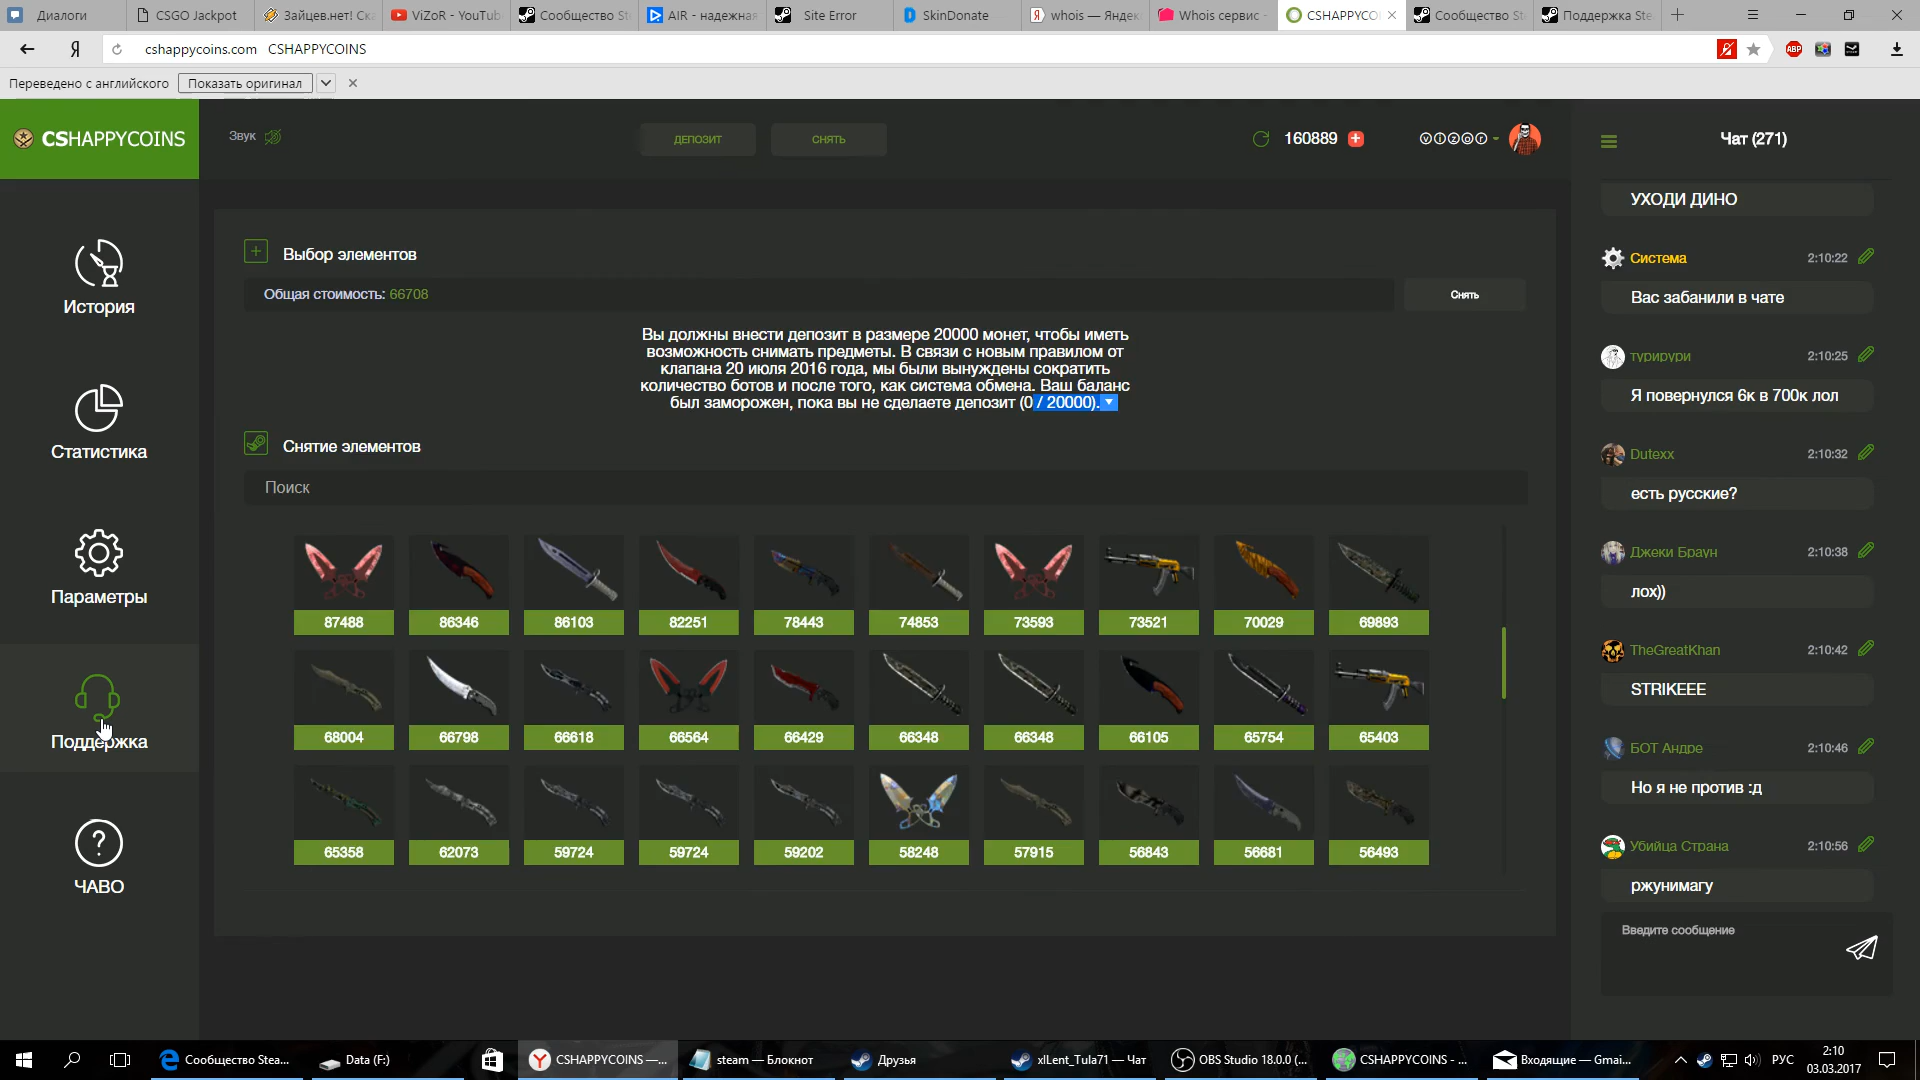 Диалоги
CSGO Jackpot
Зайцев.нет! Ска
ViZoR - YouTub
Сообщество St
AIR - надежная
Site Error
SkinDonate
whois — Яндек
Whois сервис -
CSHAPPYCO
Сообщество St
Поддержка Ste
cshappycoins.com CSHAPPYCOINS
ABP
Переведено с английского
Показать оригинал
CSHAPPYCOINS
Звук
ДЕПОЗИТ
СНЯТЬ
160889
ⓥⓘⓩⓞⓡ
Чат (271)
История
Статистика
Параметры
Поддержка
ЧАВО
Выбор элементов
Общая стоимость: 66708
Снять
Вы должны внести депозит в размере 20000 монет, чтобы иметь
возможность снимать предметы. В связи с новым правилом от
клапана 20 июля 2016 года, мы были вынуждены сократить
количество ботов и после того, как система обмена. Ваш баланс
был заморожен, пока вы не сделаете депозит (0 / 20000).
Снятие элементов
Поиск
87488 86346 86103 82251 78443 74853 73593 73521 70029 69893
68004 66798 66618 66564 66429 66348 66348 66105 65754 65403
65358 62073 59724 59724 59202 58248 57915 56843 56681 56493
УХОДИ ДИНО
Система 2:10:22
Вас забанили в чате
турирури 2:10:25
Я повернулся 6к в 700к лол
Dutexx 2:10:32
есть русские?
Джеки Браун 2:10:38
лох))
TheGreatKhan 2:10:42
STRIKEEE
БОТ Андре 2:10:46
Но я не против :д
Убийца Страна 2:10:56
ржунимагу
Введите сообщение
Сообщество Stea...
Data (F:)
CSHAPPYCOINS —...
steam — Блокнот
Друзья
xlLent_Tula71 — Чат
OBS Studio 18.0.0 (...
CSHAPPYCOINS - ...
Входящие — Gmai...
РУС
2:10
03.03.2017